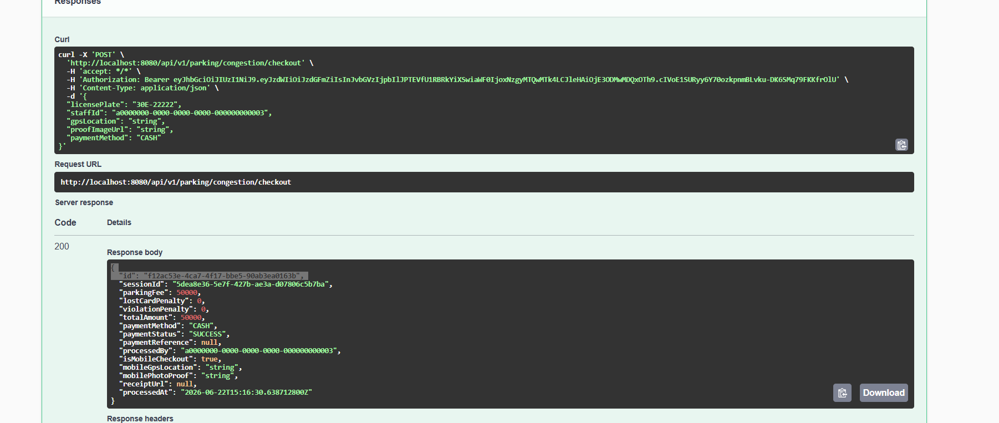 Responses
Curl
curl -X 'POST' \
'http://localhost:8080/api/v1/parking/congestion/checkout' \
-H 'accept: */*' \
-H 'Authorization: Bearer eyJhbGciOiJIUzI1NiJ9.eyJzdWIiOiJzdGFmZiIsInJvbGVzIjpbIlJPTEVfU1RBRkYiXSwiaWF0IjoxNzgyMTQwMTk4LCJleHAiOjE3ODMwMDQxOTh9.cIVoE1SURyy6Y70ozkpnmBLvku-DK6SMq79FKKfrOlU' \
-H 'Content-Type: application/json' \
-d '{
"licensePlate": "30E-22222",
"staffId": "a0000000-0000-0000-0000-000000000003",
"gpsLocation": "string",
"proofImageUrl": "string",
"paymentMethod": "CASH"
}'
Request URL
http://localhost:8080/api/v1/parking/congestion/checkout
Server response
Code Details
200
Response body
{
"id": "f12ac53e-4ca7-4f17-bbe5-90ab3ea0163b",
"sessionId": "5dea8e36-5e7f-427b-ae3a-d07806c5b7ba",
"parkingFee": 50000,
"lostCardPenalty": 0,
"violationPenalty": 0,
"totalAmount": 50000,
"paymentMethod": "CASH",
"paymentStatus": "SUCCESS",
"paymentReference": null,
"processedBy": "a0000000-0000-0000-0000-000000000003",
"isMobileCheckout": true,
"mobileGpsLocation": "string",
"mobilePhotoProof": "string",
"receiptUrl": null,
"processedAt": "2026-06-22T15:16:30.638712800Z"
}
Download
Response headers